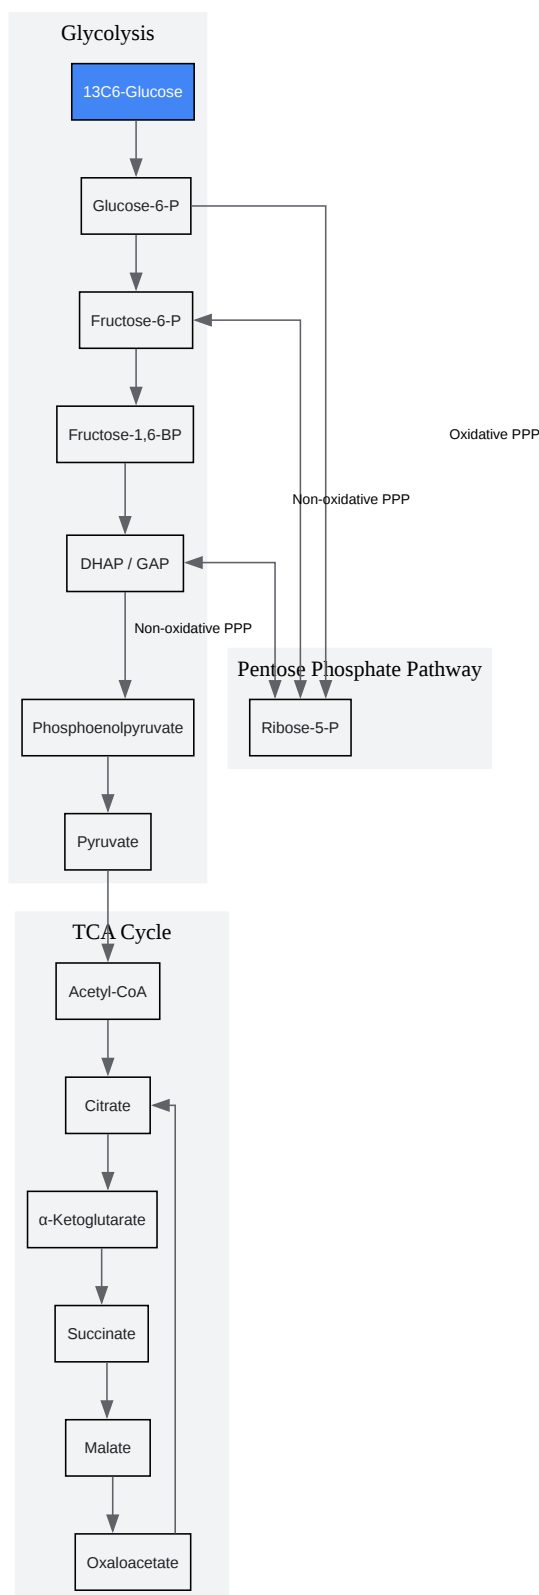 Glycolysis
13C6-Glucose
Glucose-6-P
Fructose-6-P
Fructose-1,6-BP
Oxidative PPP
Non-oxidative PPP
DHAP / GAP
Non-oxidative PPP
Pentose Phosphate Pathway
Phosphoenolpyruvate
Ribose-5-P
Pyruvate
TCA Cycle
Acetyl-CoA
Citrate
α-Ketoglutarate
Succinate
Malate
Oxaloacetate